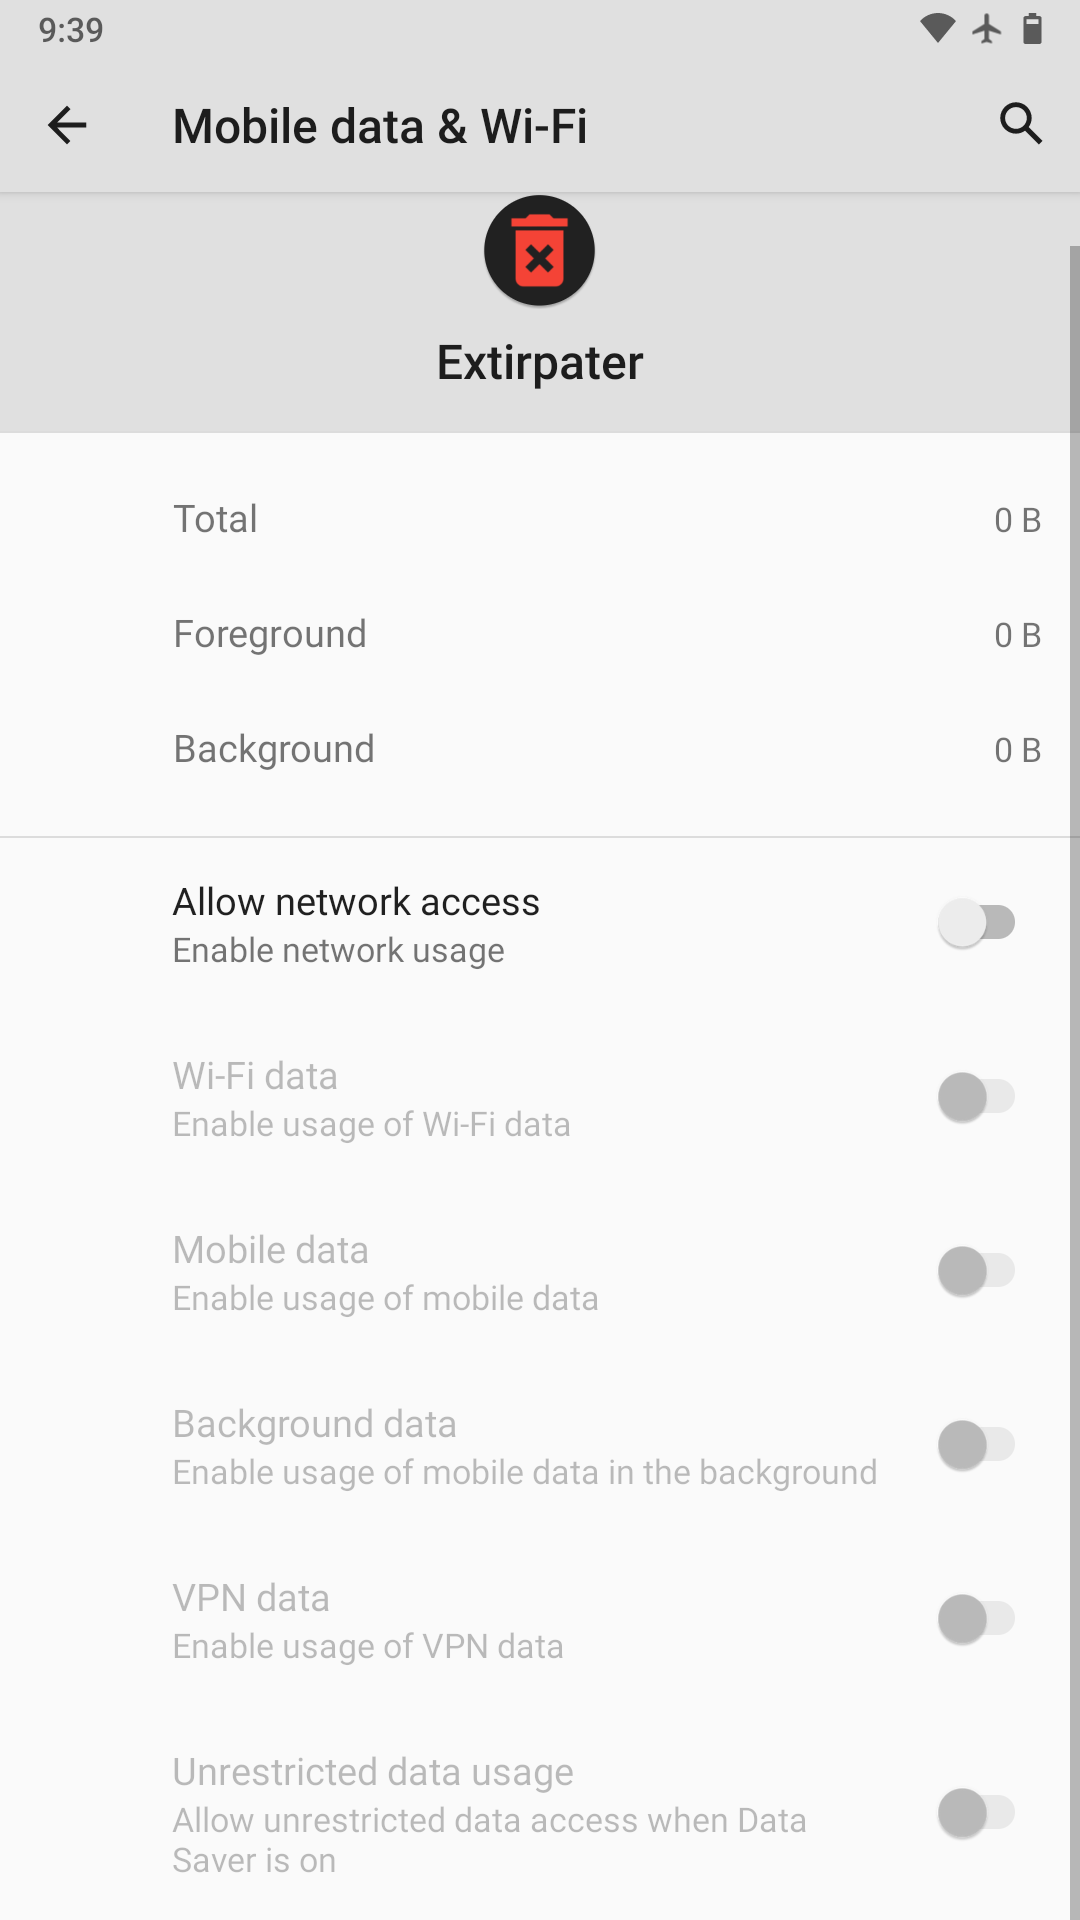 9:39
Mobile data & Wi-Fi
Extirpater
Total
0 B
Foreground
0 B
Background
0 B
Allow network access
Enable network usage
Wi-Fi data
Enable usage of Wi-Fi data
Mobile data
Enable usage of mobile data
Background data
Enable usage of mobile data in the background
VPN data
Enable usage of VPN data
Unrestricted data usage
Allow unrestricted data access when Data
Saver is on